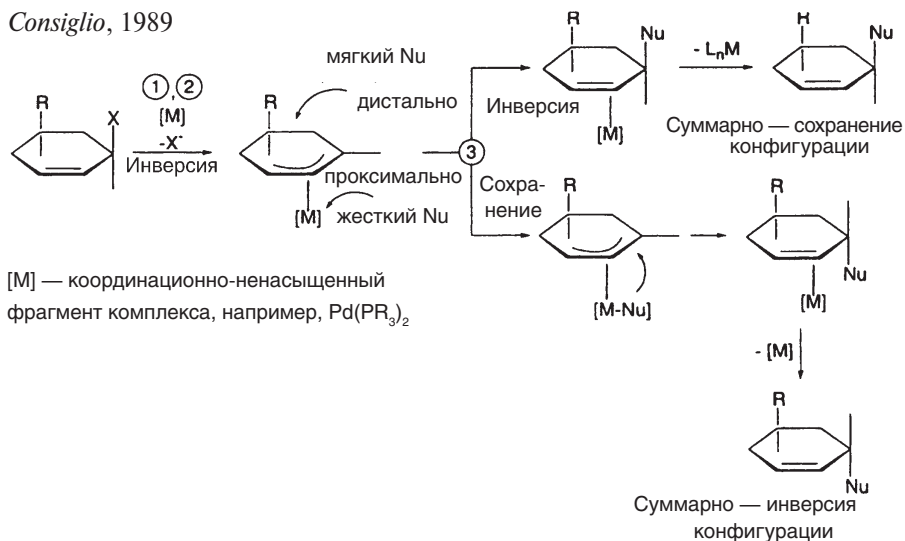 Consiglio, 1989
мягкий Nu
дистально
R
X
①,②
[M]
-X⁻
Инверсия
R
проксимально
[M]
жесткий Nu
③
Инверсия
R
Nu
[M]
- LₙM
H
Nu
Суммарно — сохранение
конфигурации
Сохра-
нение
R
[M-Nu]
R
Nu
[M]
[M] — координационно-ненасыщенный
фрагмент комплекса, например, Pd(PR₃)₂
- [M]
R
Nu
Суммарно — инверсия
конфигурации